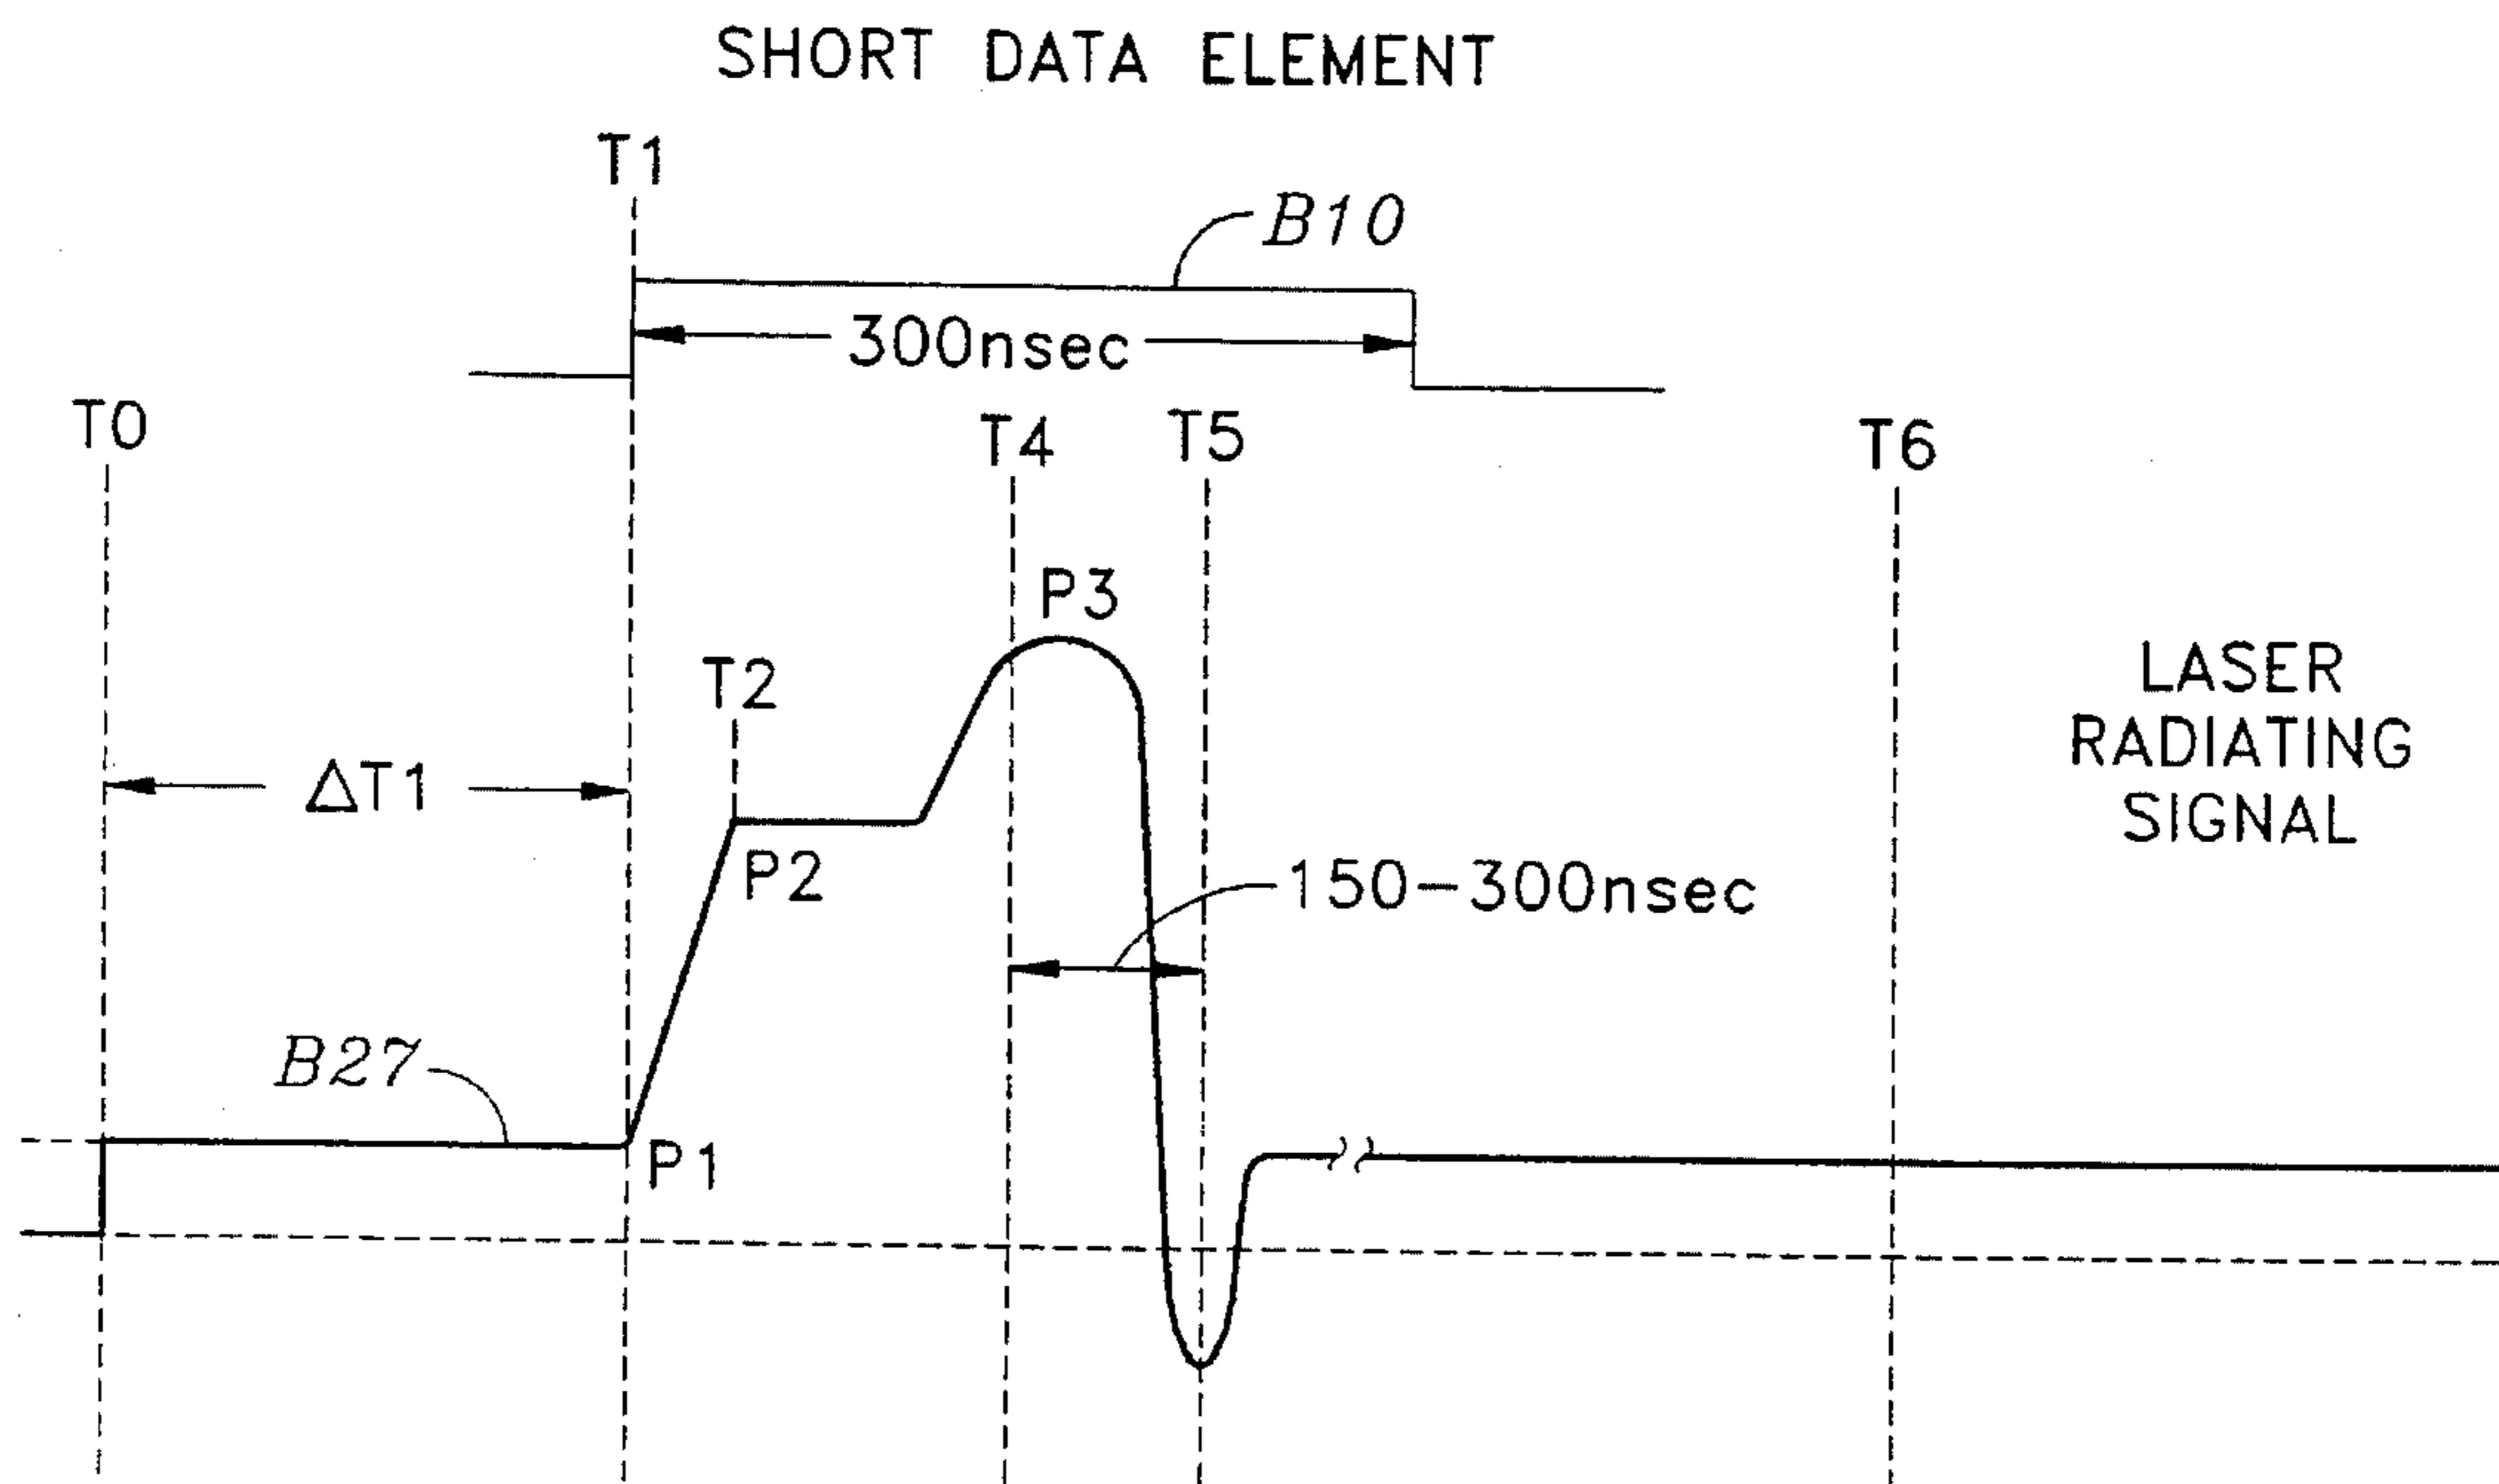 SHORT DATA ELEMENT
T1
B10
300nsec
T0
T4
T5
T6
P3
T2
LASER
RADIATING
SIGNAL
ΔT1
P2
150-300nsec
B27
P1